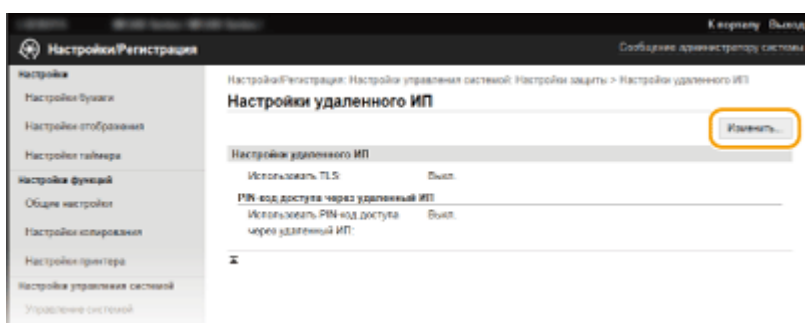 К порталу Выход
Настройки/Регистрация
Сообщение администратору системы
Настройка
Настройки бумаги
Настройки отображения
Настройки таймера
Настройка функций
Общие настройки
Настройки копирования
Настройки принтера
Настройка управления системой
Управление системой
Настройки/Регистрация: Настройки управления системой: Настройки защиты > Настройки удаленного ИП
Настройки удаленного ИП
Изменить...
Настройки удаленного ИП
Использовать TLS: Выкл.
PIN-код доступа через удаленный ИП
Использовать PIN-код доступа Выкл.
через удаленный ИП: